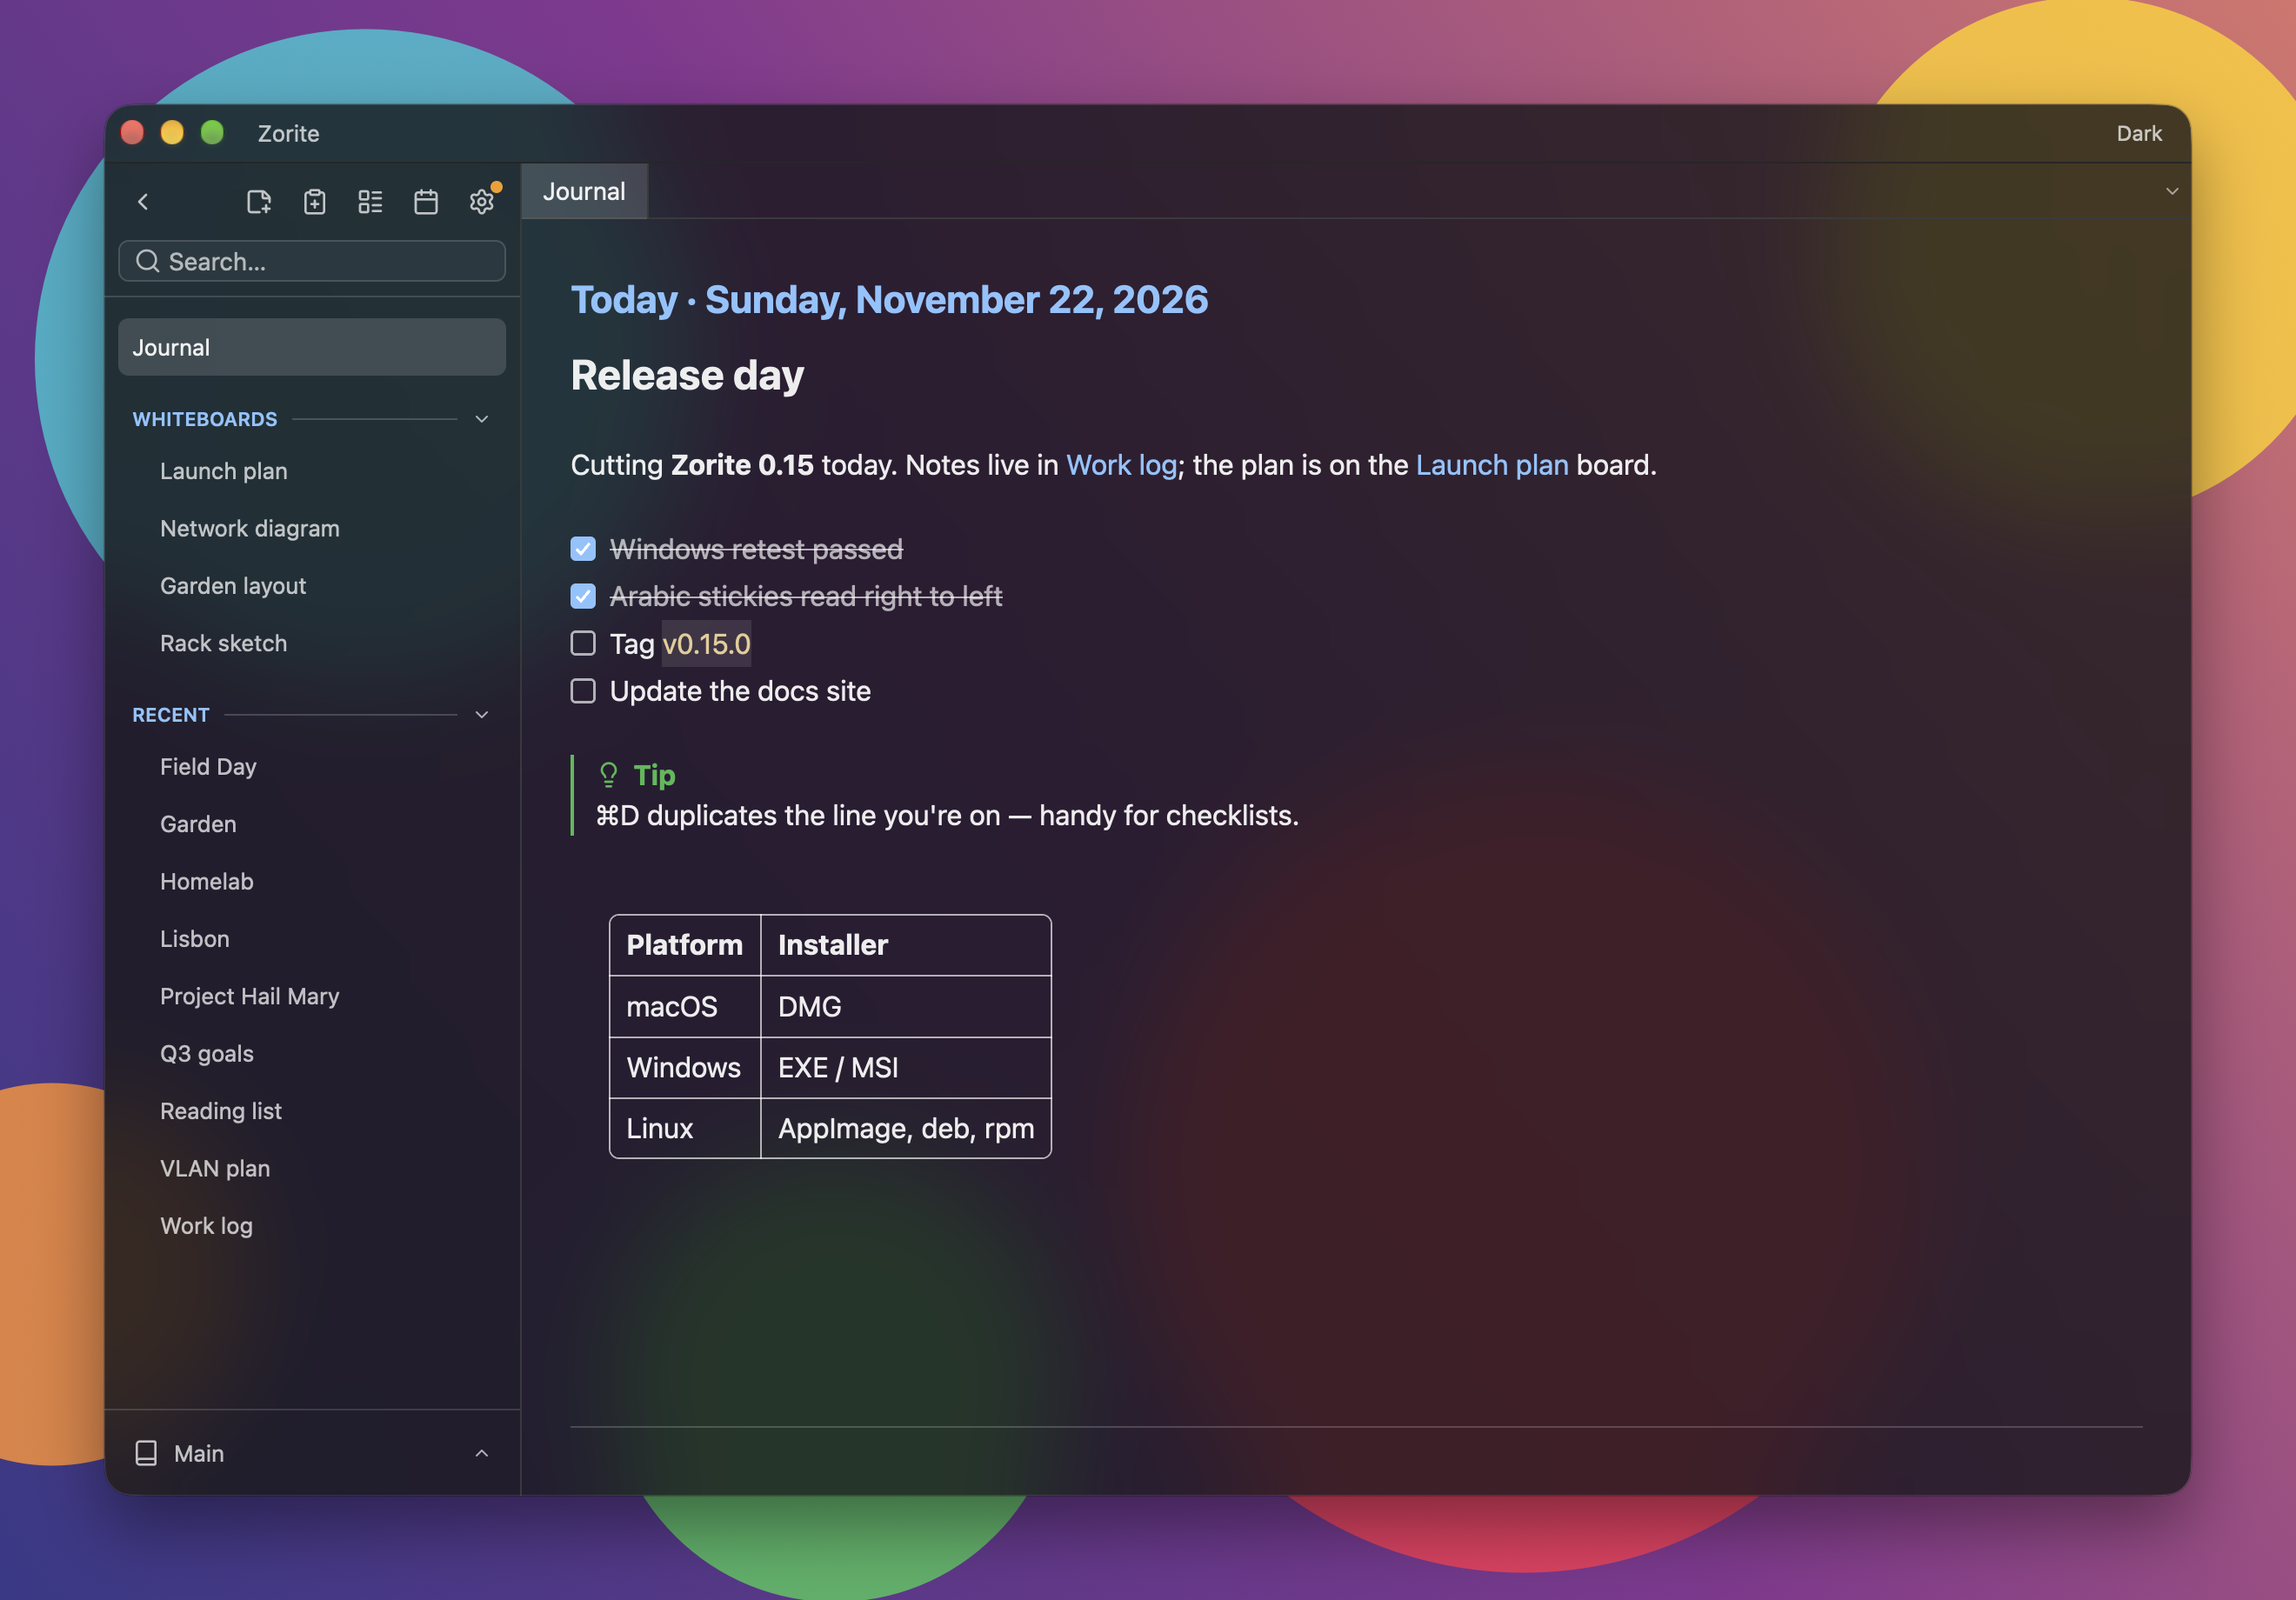 Zorite
Dark
Search...
Journal
WHITEBOARDS
Launch plan
Network diagram
Garden layout
Rack sketch
RECENT
Field Day
Garden
Homelab
Lisbon
Project Hail Mary
Q3 goals
Reading list
VLAN plan
Work log
Main
Journal
Today · Sunday, November 22, 2026
Release day
Cutting Zorite 0.15 today. Notes live in Work log; the plan is on the Launch plan board.
Windows retest passed
Arabic stickies read right to left
Tag v0.15.0
Update the docs site
Tip
⌘D duplicates the line you're on — handy for checklists.
Platform Installer
macOS DMG
Windows EXE / MSI
Linux AppImage, deb, rpm